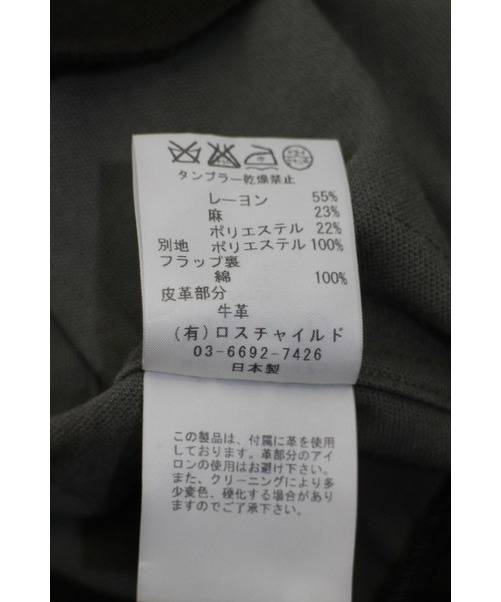 タンブラー乾燥禁止
レーヨン 55%
麻 23%
ポリエステル 22%
別地 ポリエステル 100%
フラップ裏
綿 100%
皮革部分
牛革
(有)ロスチャイルド
03-6692-7426
日本製
この製品は、付属に革を使用
しております。革部分のアイ
ロンの使用はお避け下さい。
また、クリーニングにより多
少変色、硬化する場合があり
ますのでご了承下さい。